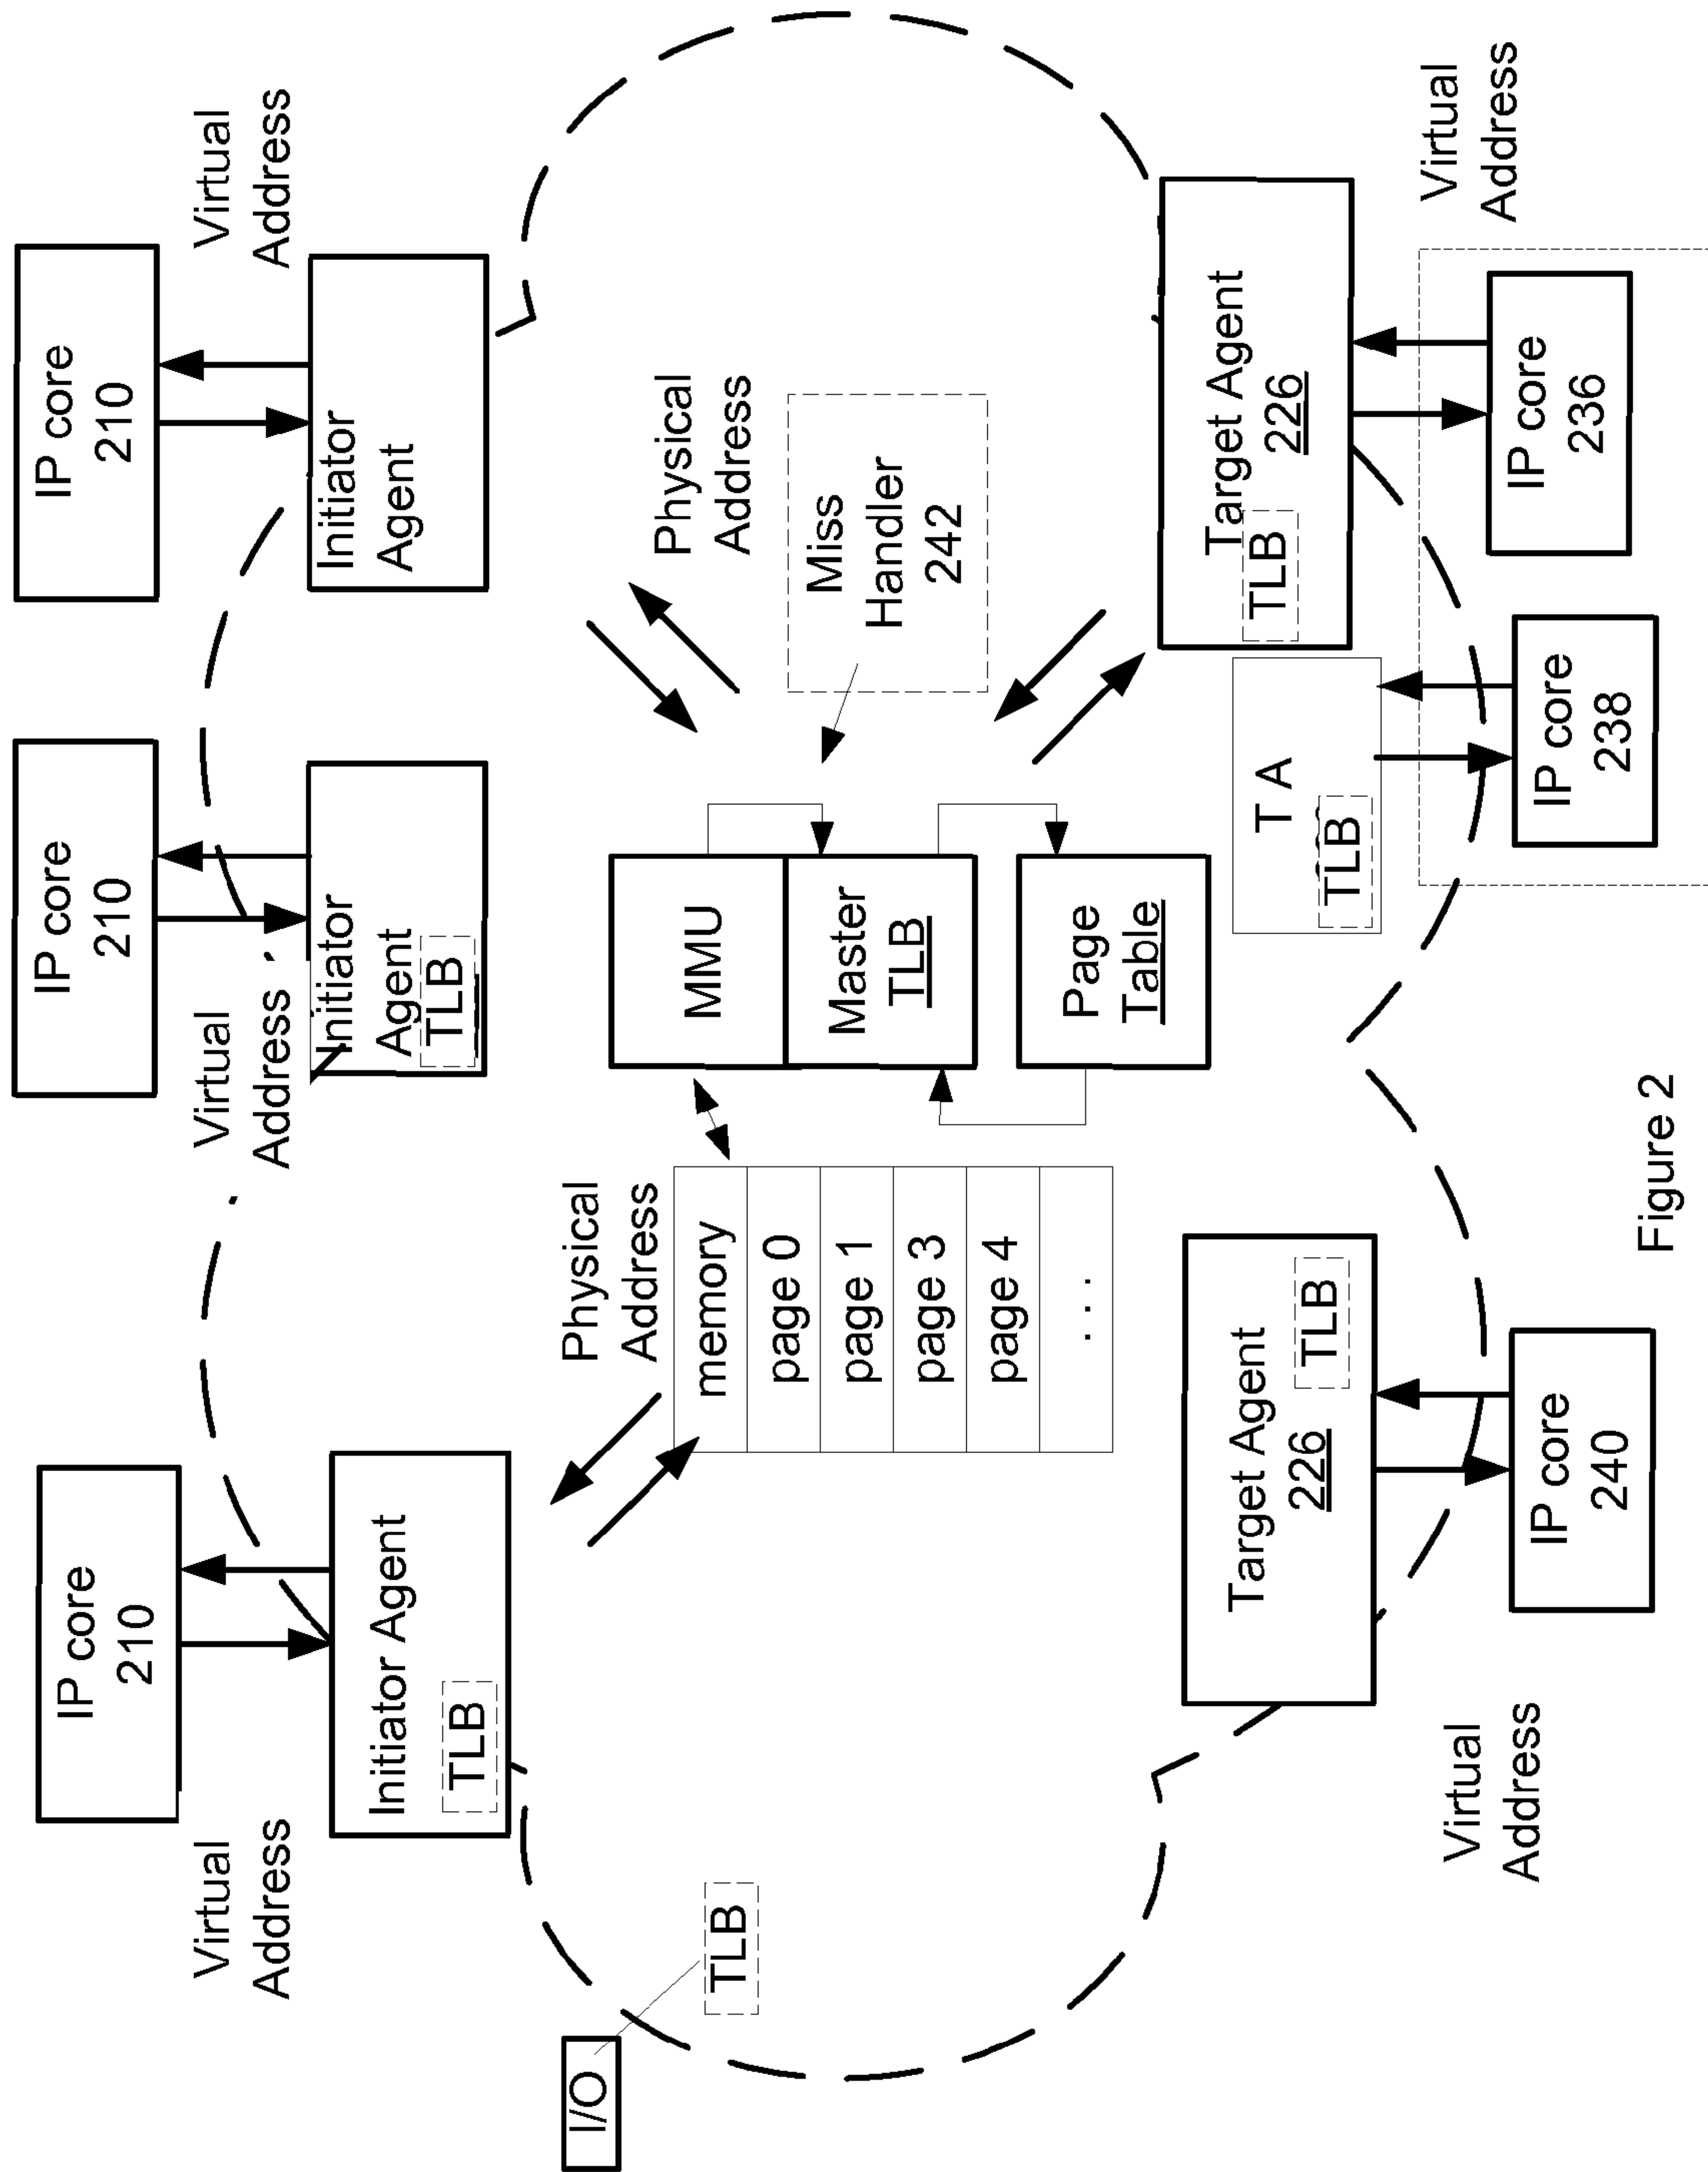 IP core
210
IP core
210
IP core
210
Virtual
Address
Virtual
Address
Virtual
Address
Initiator Agent
TLB
Initiator
Agent
TLB
Initiator
Agent
I/O
TLB
Physical
Address
Physical
Address
memory
page 0
page 1
page 3
page 4
. . .
MMU
Master
TLB
Page
Table
Miss
Handler
242
Target Agent
226
TLB
T A
TLB
Target Agent
226
TLB
Virtual
Address
IP core
240
IP core
238
IP core
236
Virtual
Address
Figure 2